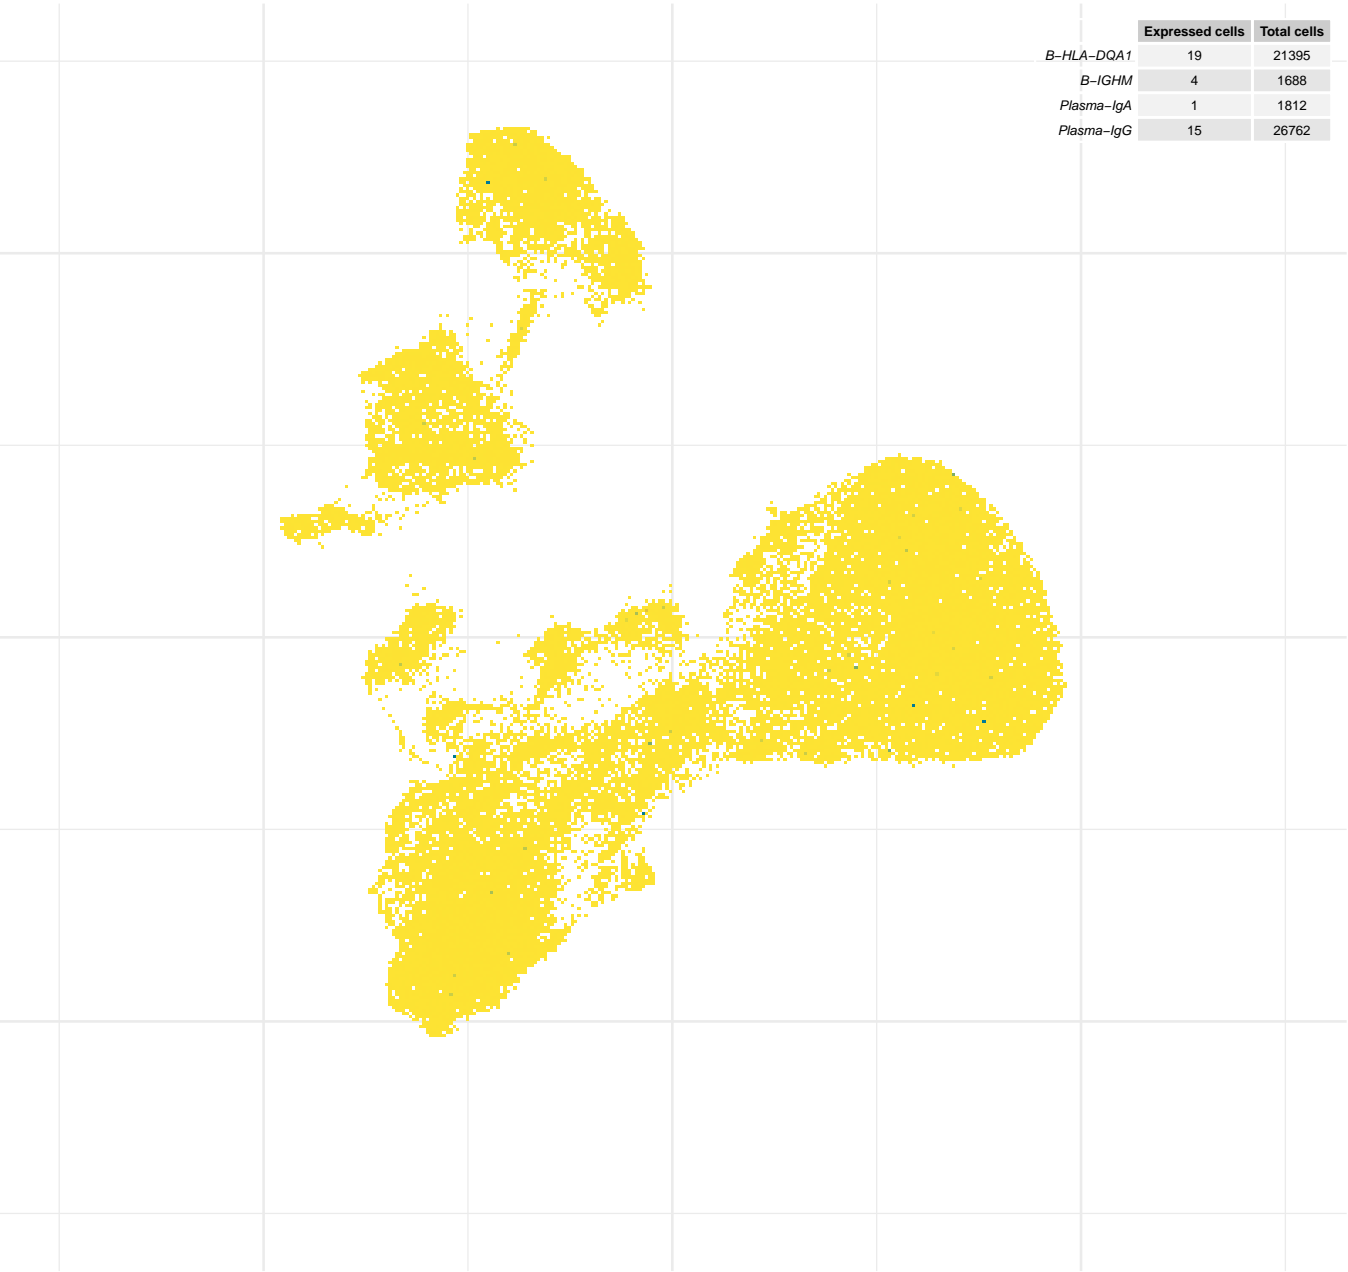 Expressed cells Total cells
B−HLA−DQA1 19 21395
B−IGHM 4 1688
Plasma−IgA 1 1812
Plasma−IgG 15 26762